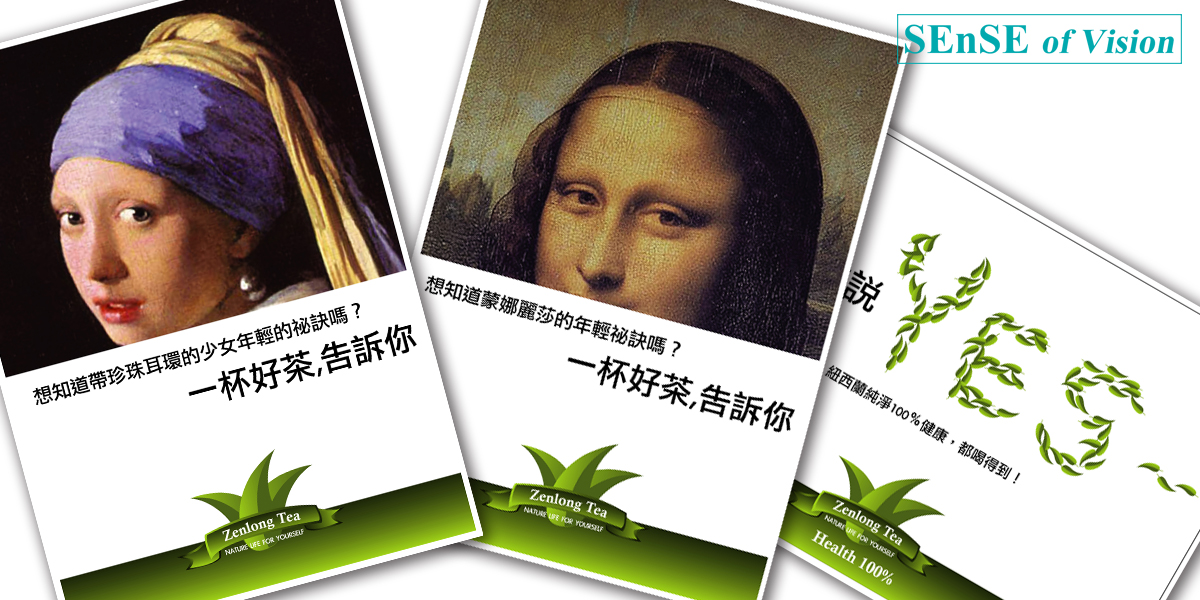 SEnSE of Vision
想知道帶珍珠耳環的少女年輕的祕訣嗎？
一杯好茶,告訴你
Zenlong Tea
NATURE LIFE FOR YOURSELF
想知道蒙娜麗莎的年輕祕訣嗎？
一杯好茶,告訴你
Zenlong Tea
NATURE LIFE FOR YOURSELF
説 YES~
紐西蘭純淨100%健康，都喝得到！
Zenlong Tea
NATURE LIFE FOR YOURSELF
Health 100%